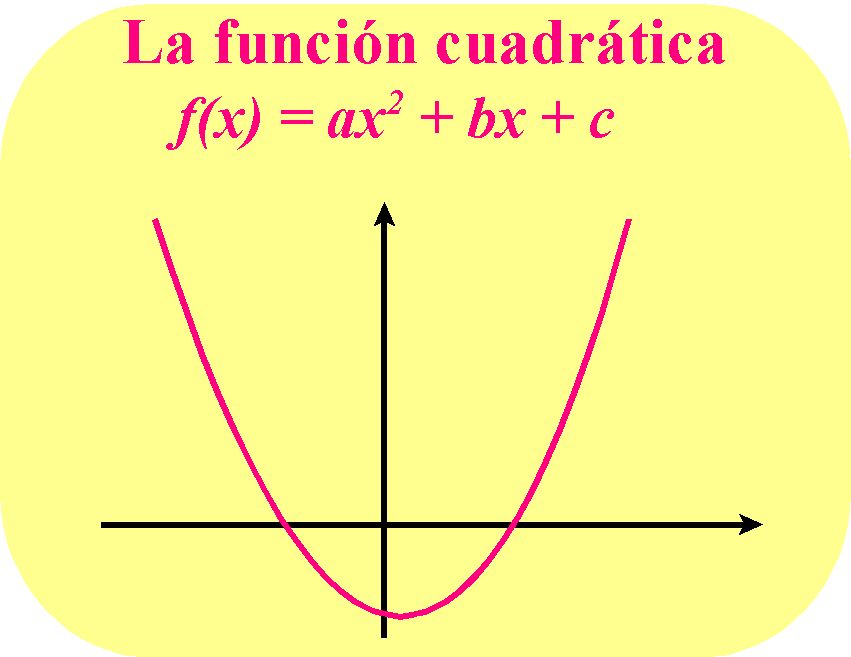 La función cuadrática
f(x) = ax² + bx + c